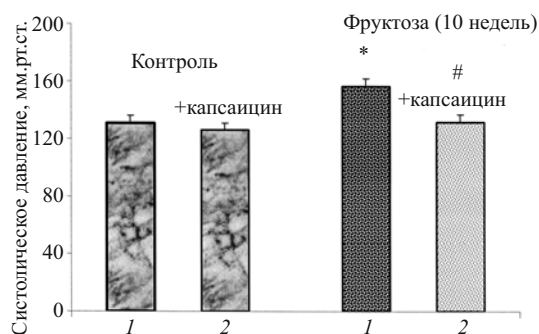 Систолическое давление, мм.рт.ст.
200
160
120
80
40
0
Контроль
+капсаицин
Фруктоза (10 недель)
*
#
+капсаицин
1 2 1 2